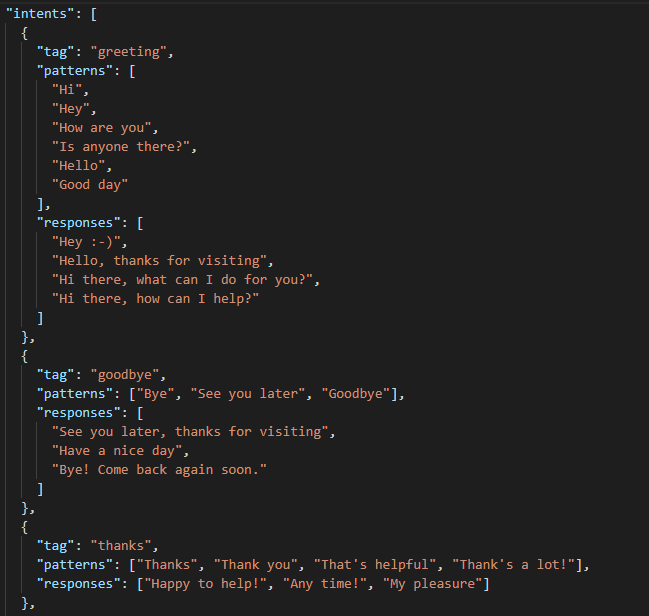 "intents": [
{
"tag": "greeting",
"patterns": [
"Hi",
"Hey",
"How are you",
"Is anyone there?",
"Hello",
"Good day"
],
"responses": [
"Hey :-)",
"Hello, thanks for visiting",
"Hi there, what can I do for you?",
"Hi there, how can I help?"
]
},
{
"tag": "goodbye",
"patterns": ["Bye", "See you later", "Goodbye"],
"responses": [
"See you later, thanks for visiting",
"Have a nice day",
"Bye! Come back again soon."
]
},
{
"tag": "thanks",
"patterns": ["Thanks", "Thank you", "That's helpful", "Thank's a lot!"],
"responses": ["Happy to help!", "Any time!", "My pleasure"]
},